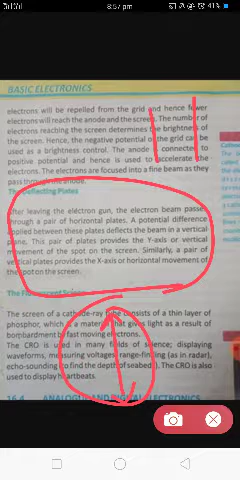 8:57 pm
41%
BASIC ELECTRONICS
electrons will be repelled from the grid and hence fewer
electrons will reach the anode and the screen. The number of
electrons reaching the screen determines the brightness of
the screen. Hence, the negative potential of the grid can be
used as a brightness control. The anode is connected to
positive potential and hence is used to accelerate the
electrons. The electrons are focused into a fine beam as they
pass through the anode.
The Deflecting Plates
After leaving the electron gun, the electron beam passes
through a pair of horizontal plates. A potential difference
applied between these plates deflects the beam in a vertical
plane. This pair of plates provides the Y-axis or vertical
movement of the spot on the screen. Similarly, a pair of
vertical plates provides the X-axis or horizontal movement of
the spot on the screen.
The Fluorescent Screen
The screen of a cathode-ray tube consists of a thin layer of
phosphor, which is a material that give light as a result of
bombardment by fast moving electrons.
The CRO is used in many fields of science; displaying
waveforms, measuring voltages, range-finding (as in radar),
echo-sounding (to find the depth of seabed). The CRO is also
used to display heartbeats.
16.4 ANALOGUE AND DIGITAL ELECTRONICS